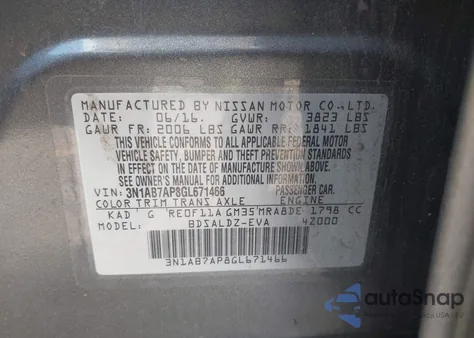 MANUFACTURED BY NISSAN MOTOR CO.,LTD.
DATE: 06/16. GVWR: 3823 LBS
GAWR FR: 2006 LBS GAWR RR: 1841 LBS
THIS VEHICLE CONFORMS TO ALL APPLICABLE FEDERAL MOTOR
VEHICLE SAFETY, BUMPER AND THEFT PREVENTION STANDARDS
IN EFFECT ON THE DATE OF MANUFACTURE SHOWN ABOVE.
SEE OWNER'S MANUAL FOR ADDITIONAL INFORMATION.
VIN: 3N1AB7AP8GL671466 PASSENGER CAR
COLOR TRIM TRANS AXLE ENGINE
KAD G RE0F11A GM35 MRA8DE 1798 CC
MODEL: BDSALDZ-EVA 42000
3N1AB7AP8GL671466
autoSnap